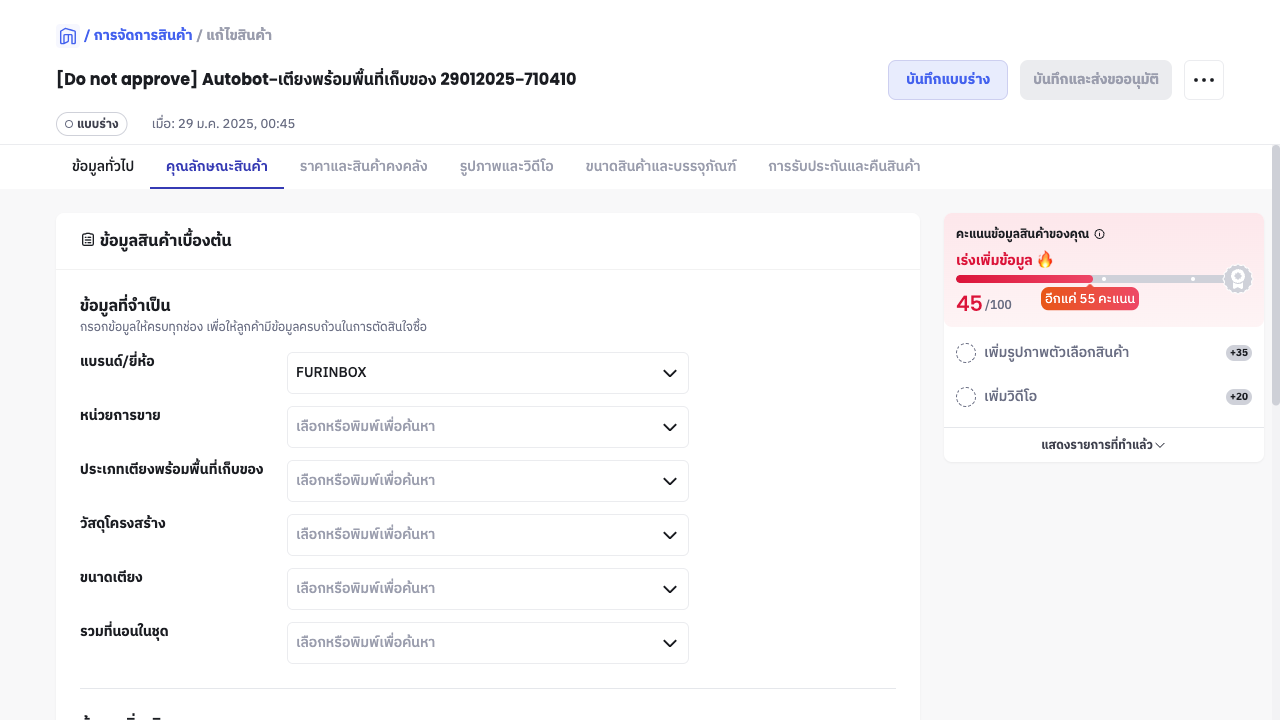 / การจัดการสินค้า / แก้ไขสินค้า
[Do not approve] Autobot-เตียงพร้อมพื้นที่เก็บของ 29012025-710410
บันทึกแบบร่าง
บันทึกและส่งขออนุมัติ
แบบร่าง
เมื่อ: 29 ม.ค. 2025, 00:45
ข้อมูลทั่วไป
คุณลักษณะสินค้า
ราคาและสินค้าคงคลัง
รูปภาพและวิดีโอ
ขนาดสินค้าและบรรจุภัณฑ์
การรับประกันและคืนสินค้า
ข้อมูลสินค้าเบื้องต้น
ข้อมูลที่จำเป็น
กรอกข้อมูลให้ครบทุกช่อง เพื่อให้ลูกค้ามีข้อมูลครบถ้วนในการตัดสินใจซื้อ
แบรนด์/ยี่ห้อ
FURINBOX
หน่วยการขาย
เลือกหรือพิมพ์เพื่อค้นหา
ประเภทเตียงพร้อมพื้นที่เก็บของ
เลือกหรือพิมพ์เพื่อค้นหา
วัสดุโครงสร้าง
เลือกหรือพิมพ์เพื่อค้นหา
ขนาดเตียง
เลือกหรือพิมพ์เพื่อค้นหา
รวมที่นอนในชุด
เลือกหรือพิมพ์เพื่อค้นหา
คะแนนข้อมูลสินค้าของคุณ
เร่งเพิ่มข้อมูล 🔥
45/100
อีกแค่ 55 คะแนน
เพิ่มรูปภาพตัวเลือกสินค้า
+35
เพิ่มวิดีโอ
+20
แสดงรายการที่ทำแล้ว